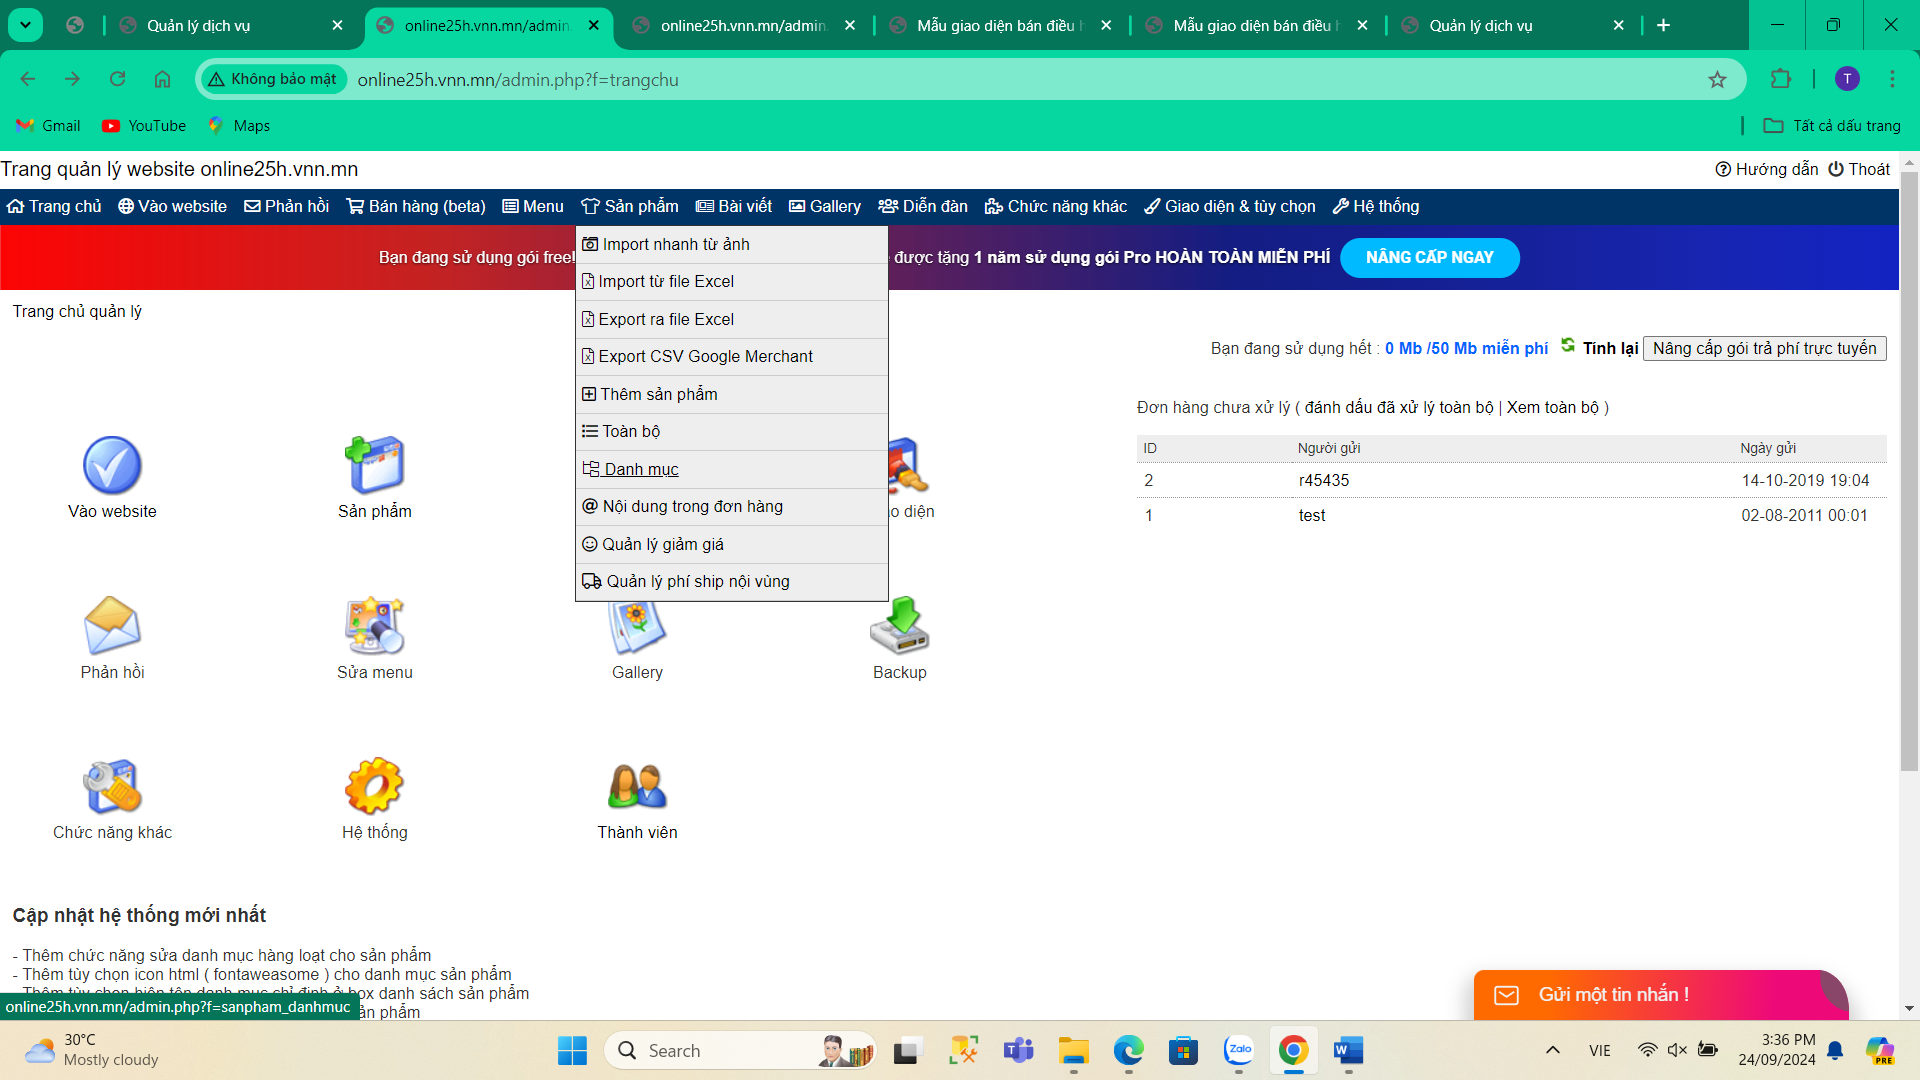 Quản lý dịch vụ
online25h.vnn.mn/admin.
online25h.vnn.mn/admin.
Mẫu giao diện bán điều h
Mẫu giao diện bán điều h
Quản lý dịch vụ
Không bảo mật
online25h.vnn.mn/admin.php?f=trangchu
T
Gmail
YouTube
Maps
Tất cả dấu trang
Trang quản lý website online25h.vnn.mn
Hướng dẫn
Thoát
Trang chủ
Vào website
Phản hồi
Bán hàng (beta)
Menu
Sản phẩm
Bài viết
Gallery
Diễn đàn
Chức năng khác
Giao diện & tùy chọn
Hệ thống
Bạn đang sử dụng gói free!
được tặng 1 năm sử dụng gói Pro HOÀN TOÀN MIỄN PHÍ
NÂNG CẤP NGAY
Import nhanh từ ảnh
Import từ file Excel
Export ra file Excel
Export CSV Google Merchant
Thêm sản phẩm
Toàn bộ
Danh mục
Nội dung trong đơn hàng
Quản lý giảm giá
Quản lý phí ship nội vùng
Trang chủ quản lý
Bạn đang sử dụng hết : 0 Mb /50 Mb miễn phí
Tính lại
Nâng cấp gói trả phí trực tuyến
Đơn hàng chưa xử lý ( đánh dấu đã xử lý toàn bộ | Xem toàn bộ )
ID Người gửi Ngày gửi
2 r45435 14-10-2019 19:04
1 test 02-08-2011 00:01
Vào website
Sản phẩm
o diện
Phản hồi
Sửa menu
Gallery
Backup
Chức năng khác
Hệ thống
Thành viên
Cập nhật hệ thống mới nhất
- Thêm chức năng sửa danh mục hàng loạt cho sản phẩm
- Thêm tùy chọn icon html ( fontaweasome ) cho danh mục sản phẩm
- Thêm tùy chọn hiện tên danh mục chỉ định ở box danh sách sản phẩm
ản phẩm
online25h.vnn.mn/admin.php?f=sanpham_danhmuc
Gửi một tin nhắn !
30°C
Mostly cloudy
Search
Zalo
W
VIE
3:36 PM
24/09/2024
PRE